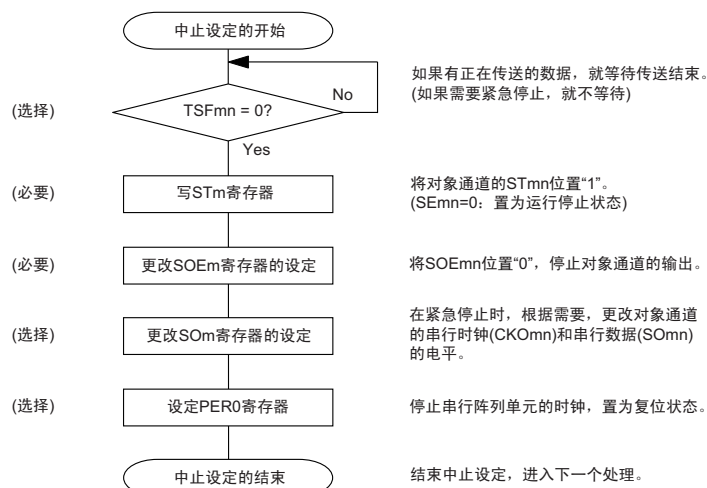 中止设定的开始
如果有正在传送的数据，就等待传送结束。
(如果需要紧急停止，就不等待)
No
(选择)
TSFmn = 0?
Yes
(必要)
写STm寄存器
将对象通道的STmn位置“1”。
(SEmn=0：置为运行停止状态)
(必要)
更改SOEm寄存器的设定
将SOEmn位置“0”，停止对象通道的输出。
(选择)
更改SOm寄存器的设定
在紧急停止时，根据需要，更改对象通道
的串行时钟(CKOmn)和串行数据(SOmn)
的电平。
(选择)
设定PER0寄存器
停止串行阵列单元的时钟，置为复位状态。
中止设定的结束
结束中止设定，进入下一个处理。